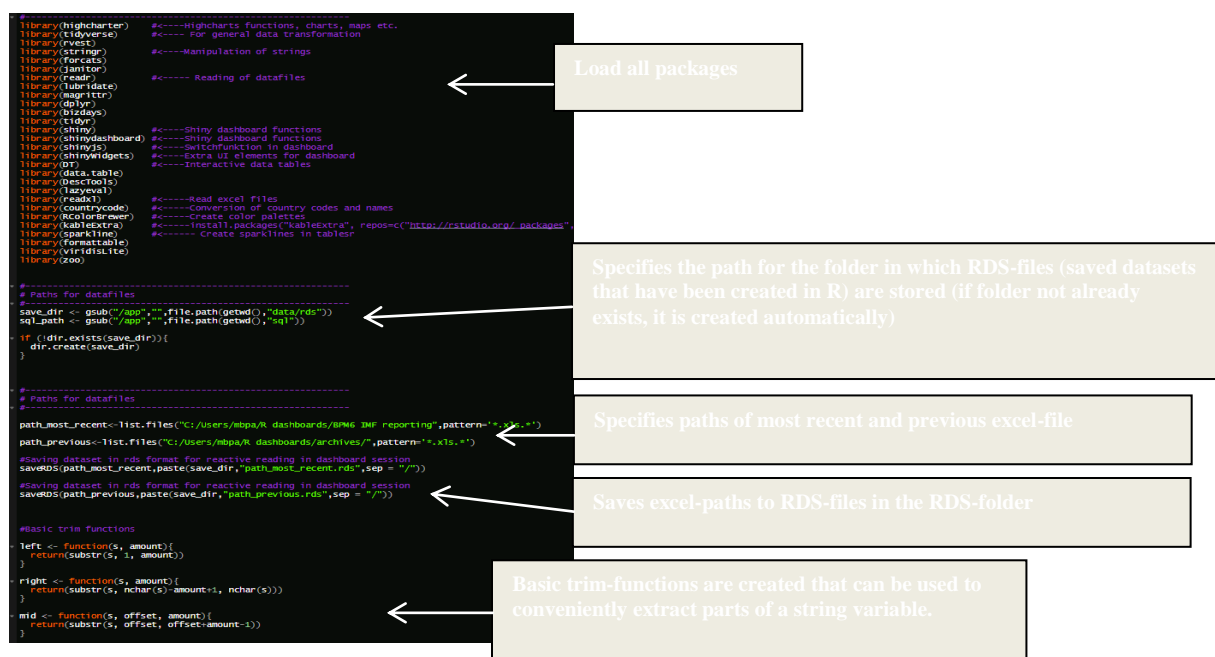 #-------------------------------------------------------
library(highcharter)    #<----Highcharts functions, charts, maps etc.
library(tidyverse)      #<---- For general data transformation
library(rvest)
library(stringr)        #<----Manipulation of strings
library(forcats)
library(janitor)
library(readr)          #<----- Reading of datafiles
library(lubridate)
library(magrittr)
library(dplyr)
library(bizdays)
library(tidyr)
library(shiny)          #<----Shiny dashboard functions
library(shinydashboard) #<----Shiny dashboard functions
library(shinyjs)        #<----Switchfunktion in dashboard
library(shinyWidgets)   #<----Extra UI elements for dashboard
library(DT)             #<----Interactive data tables
library(data.table)
library(DescTools)
library(lazyeval)
library(readxl)         #<-----Read excel files
library(countrycode)    #<-----Conversion of country codes and names
library(RColorBrewer)   #<-----Create color palettes
library(kableExtra)     #<-----install.packages("kableExtra", repos=c("http://rstudio.org/_packages",
library(sparkline)      #<------ Create sparklines in tablesr
library(formattable)
library(viridisLite)
library(zoo)
Load all packages
#-------------------------------------------------------
# Paths for datafiles
#-------------------------------------------------------
save_dir <- gsub("/app","",file.path(getwd(),"data/rds"))
sql_path <- gsub("/app","",file.path(getwd(),"sql"))
if (!dir.exists(save_dir)){
  dir.create(save_dir)
}
Specifies the path for the folder in which RDS-files (saved datasets
that have been created in R) are stored (if folder not already
exists, it is created automatically)
#-------------------------------------------------------
# Paths for datafiles
#-------------------------------------------------------
path_most_recent<-list.files("C:/Users/mbpa/R dashboards/BPM6 IMF reporting",pattern='*.xls.*')
path_previous<-list.files("C:/Users/mbpa/R dashboards/archives/",pattern='*.xls.*')
Specifies paths of most recent and previous excel-file
#Saving dataset in rds format for reactive reading in dashboard session
saveRDS(path_most_recent,paste(save_dir,"path_most_recent.rds",sep = "/"))
#Saving dataset in rds format for reactive reading in dashboard session
saveRDS(path_previous,paste(save_dir,"path_previous.rds",sep = "/"))
Saves excel-paths to RDS-files in the RDS-folder
#Basic trim functions
left <- function(s, amount){
  return(substr(s, 1, amount))
}
right <- function(s, amount){
  return(substr(s, nchar(s)-amount+1, nchar(s)))
}
mid <- function(s, offset, amount){
  return(substr(s, offset, offset+amount-1))
}
Basic trim-functions are created that can be used to
conveniently extract parts of a string variable.